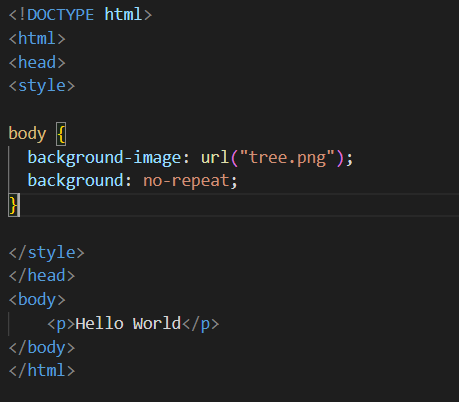 <!DOCTYPE html>
<html>
<head>
<style>
body {
background-image: url("tree.png");
background: no-repeat;
}
</style>
</head>
<body>
<p>Hello World</p>
</body>
</html>